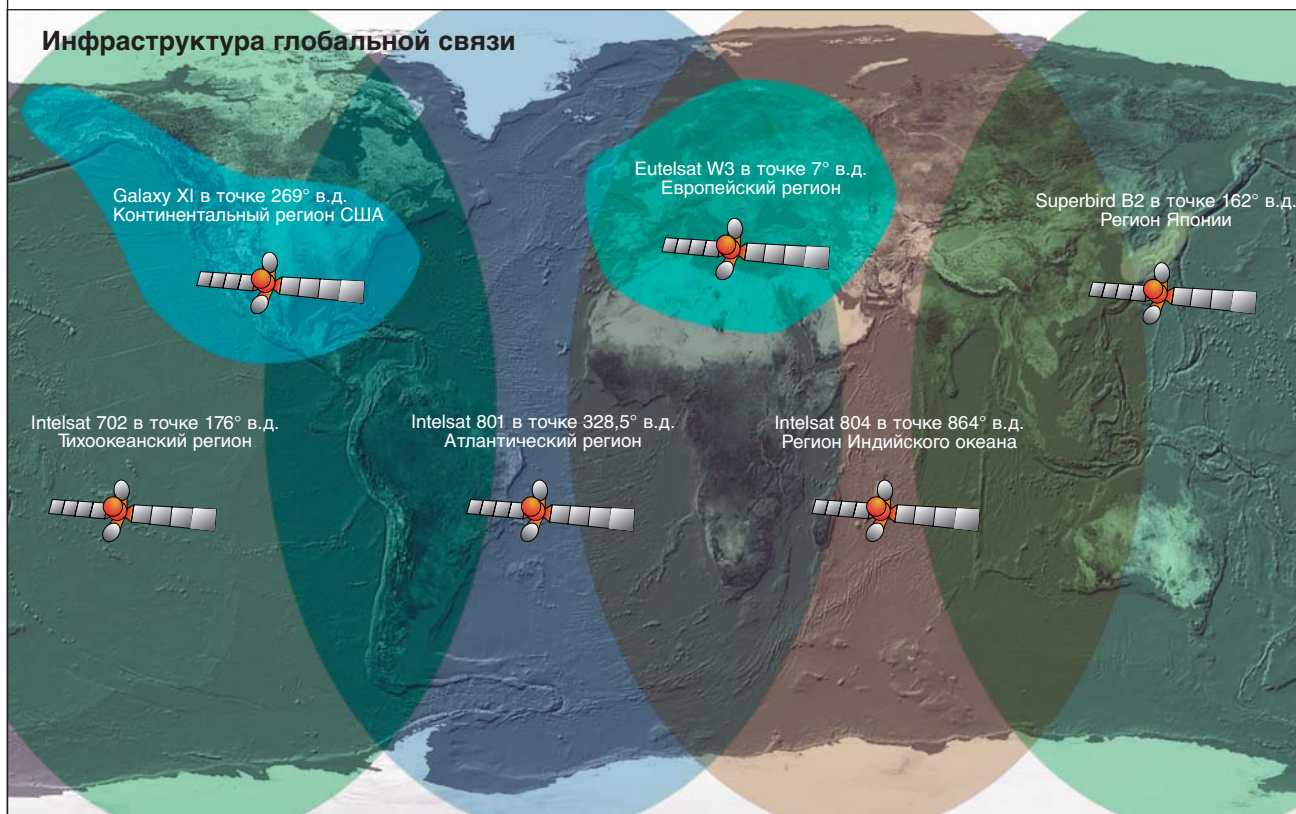 Инфраструктура глобальной связи
Galaxy XI в точке 269° в.д.
Континентальный регион США
Eutelsat W3 в точке 7° в.д.
Европейский регион
Superbird B2 в точке 162° в.д.
Регион Японии
Intelsat 702 в точке 176° в.д.
Тихоокеанский регион
Intelsat 801 в точке 328,5° в.д.
Атлантический регион
Intelsat 804 в точке 864° в.д.
Регион Индийского океана